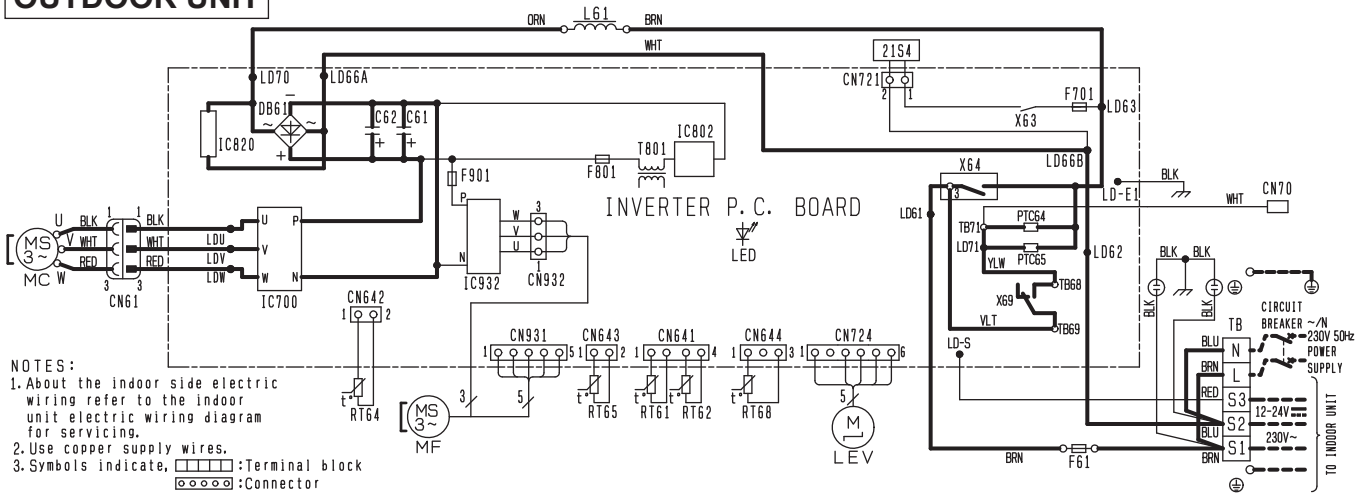 OUTDOOR UNIT
ORN L61 BRN
WHT
21S4
LD70 LD66A
CN721
2 1
F701
X63
LD63
DB61
−
~ ~
+
C62 C61
+ +
IC820
IC802
T801
F801
F901
LD66B
X64
3
LD-E1
BLK
WHT CN70
INVERTER P. C. BOARD
LED
LD61
TB71
PTC64
LD71
PTC65
LD62
YLW
X69
TB68
VLT
TB69
LD-S
U BLK 1 1 BLK LDU U P
MS 3~ V WHT WHT LDV V
MC W RED 3 3 RED LDW W N
CN61
IC700
P
N
IC932
W 3
V
U
1
CN932
CN642
1 2
t°
RT64
3
MS 3~
MF
CN931
1 5
5
CN643
1 2
t°
RT65
CN641
1 4
t° t°
RT61 RT62
CN644
1 3
t°
RT68
CN724
1 6
5
M
LEV
BLK BLK
BLK BLK
TB
CIRCUIT
BREAKER ~/N
230V 50Hz
POWER
SUPPLY
BLU N
BRN L
RED S3
12-24V
S2
BLU
230V~
S1
BRN
BRN F61
TO INDOOR UNIT
NOTES:
1. About the indoor side electric
wiring refer to the indoor
unit electric wiring diagram
for servicing.
2. Use copper supply wires.
3. Symbols indicate, :Terminal block
:Connector